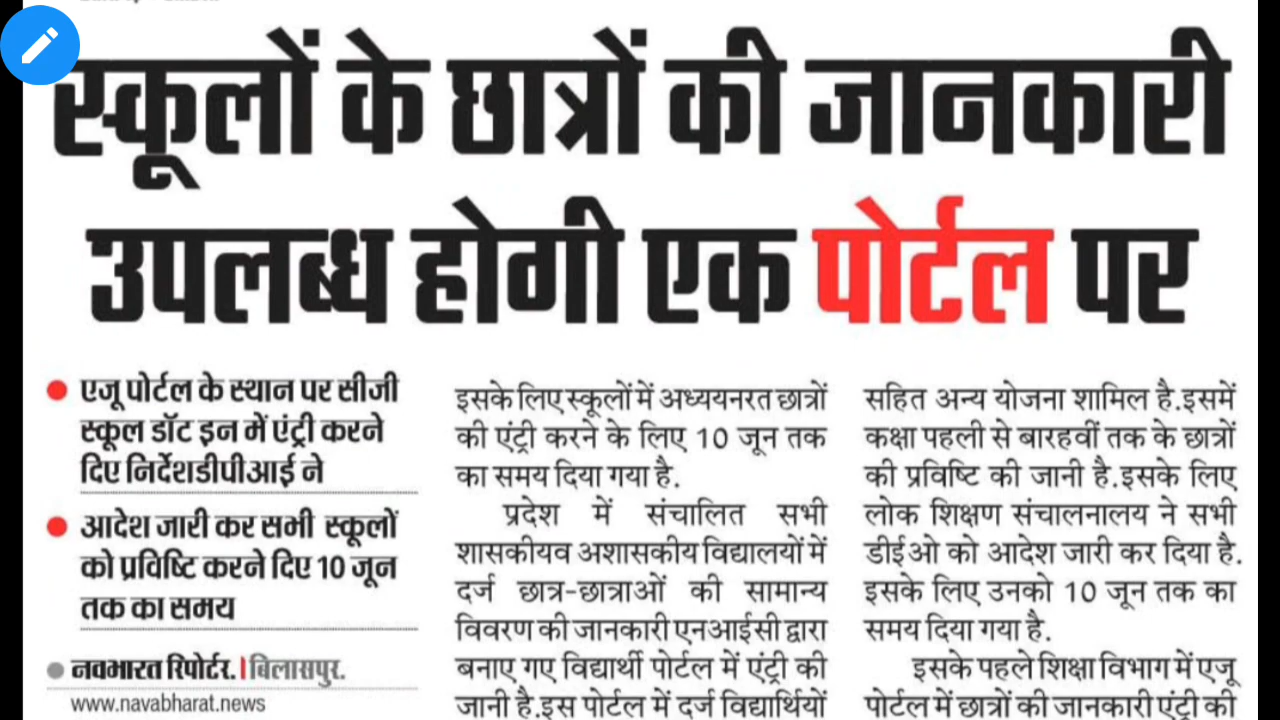 स्कूलों के छात्रों की जानकारी
उपलब्ध होगी एक पोर्टल पर
एजू पोर्टल के स्थान पर सीजी
स्कूल डॉट इन में एंट्री करने
दिए निर्देशडीपीआई ने
आदेश जारी कर सभी स्कूलों
को प्रविष्टि करने दिए 10 जून
तक का समय
नवभारत रिपोर्टर.|बिलासपुर.
www.navabharat.news
इसके लिए स्कूलों में अध्ययनरत छात्रों
की एंट्री करने के लिए 10 जून तक
का समय दिया गया है.
प्रदेश में संचालित सभी
शासकीयव अशासकीय विद्यालयों में
दर्ज छात्र-छात्राओं की सामान्य
विवरण की जानकारी एनआईसी द्वारा
बनाए गए विद्यार्थी पोर्टल में एंट्री की
जानी है.इस पोर्टल में दर्ज विद्यार्थियों
सहित अन्य योजना शामिल है.इसमें
कक्षा पहली से बारहवीं तक के छात्रों
की प्रविष्टि की जानी है.इसके लिए
लोक शिक्षण संचालनालय ने सभी
डीईओ को आदेश जारी कर दिया है.
इसके लिए उनको 10 जून तक का
समय दिया गया है.
इसके पहले शिक्षा विभाग में एजू
पोर्टल में छात्रों की जानकारी एंट्री की